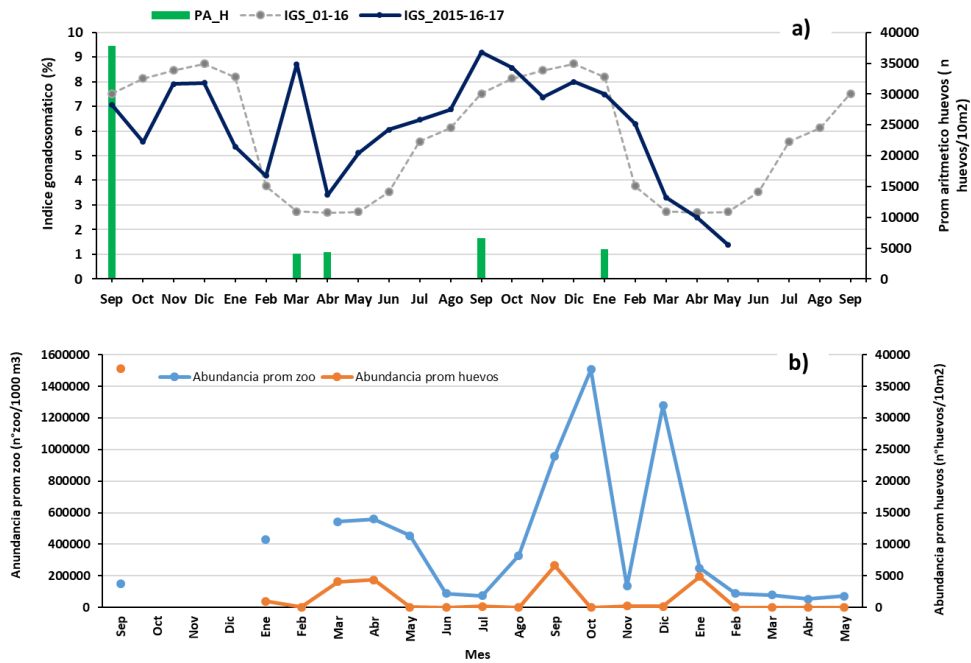 PA_H IGS_01-16 IGS_2015-16-17
a)
10 40000
9 35000
8 30000
7 25000
6
5 20000
4 15000
3 10000
2
1 5000
0 0
Indice gonadosomático (%)
Prom aritmetico huevos ( n
huevos/10m2)
Sep Oct Nov Dic Ene Feb Mar Abr May Jun Jul Ago Sep Oct Nov Dic Ene Feb Mar Abr May Jun Jul Ago Sep
b)
Abundancia prom zoo Abundancia prom huevos
1600000 40000
1400000 35000
1200000 30000
1000000 25000
800000 20000
600000 15000
400000 10000
200000 5000
0 0
Anundancia prom zoo (n°zoo/1000 m3)
Abundancia prom huevos (n°huevos/10m2)
Sep Oct Nov Dic Ene Feb Mar Abr May Jun Jul Ago Sep Oct Nov Dic Ene Feb Mar Abr May
Mes